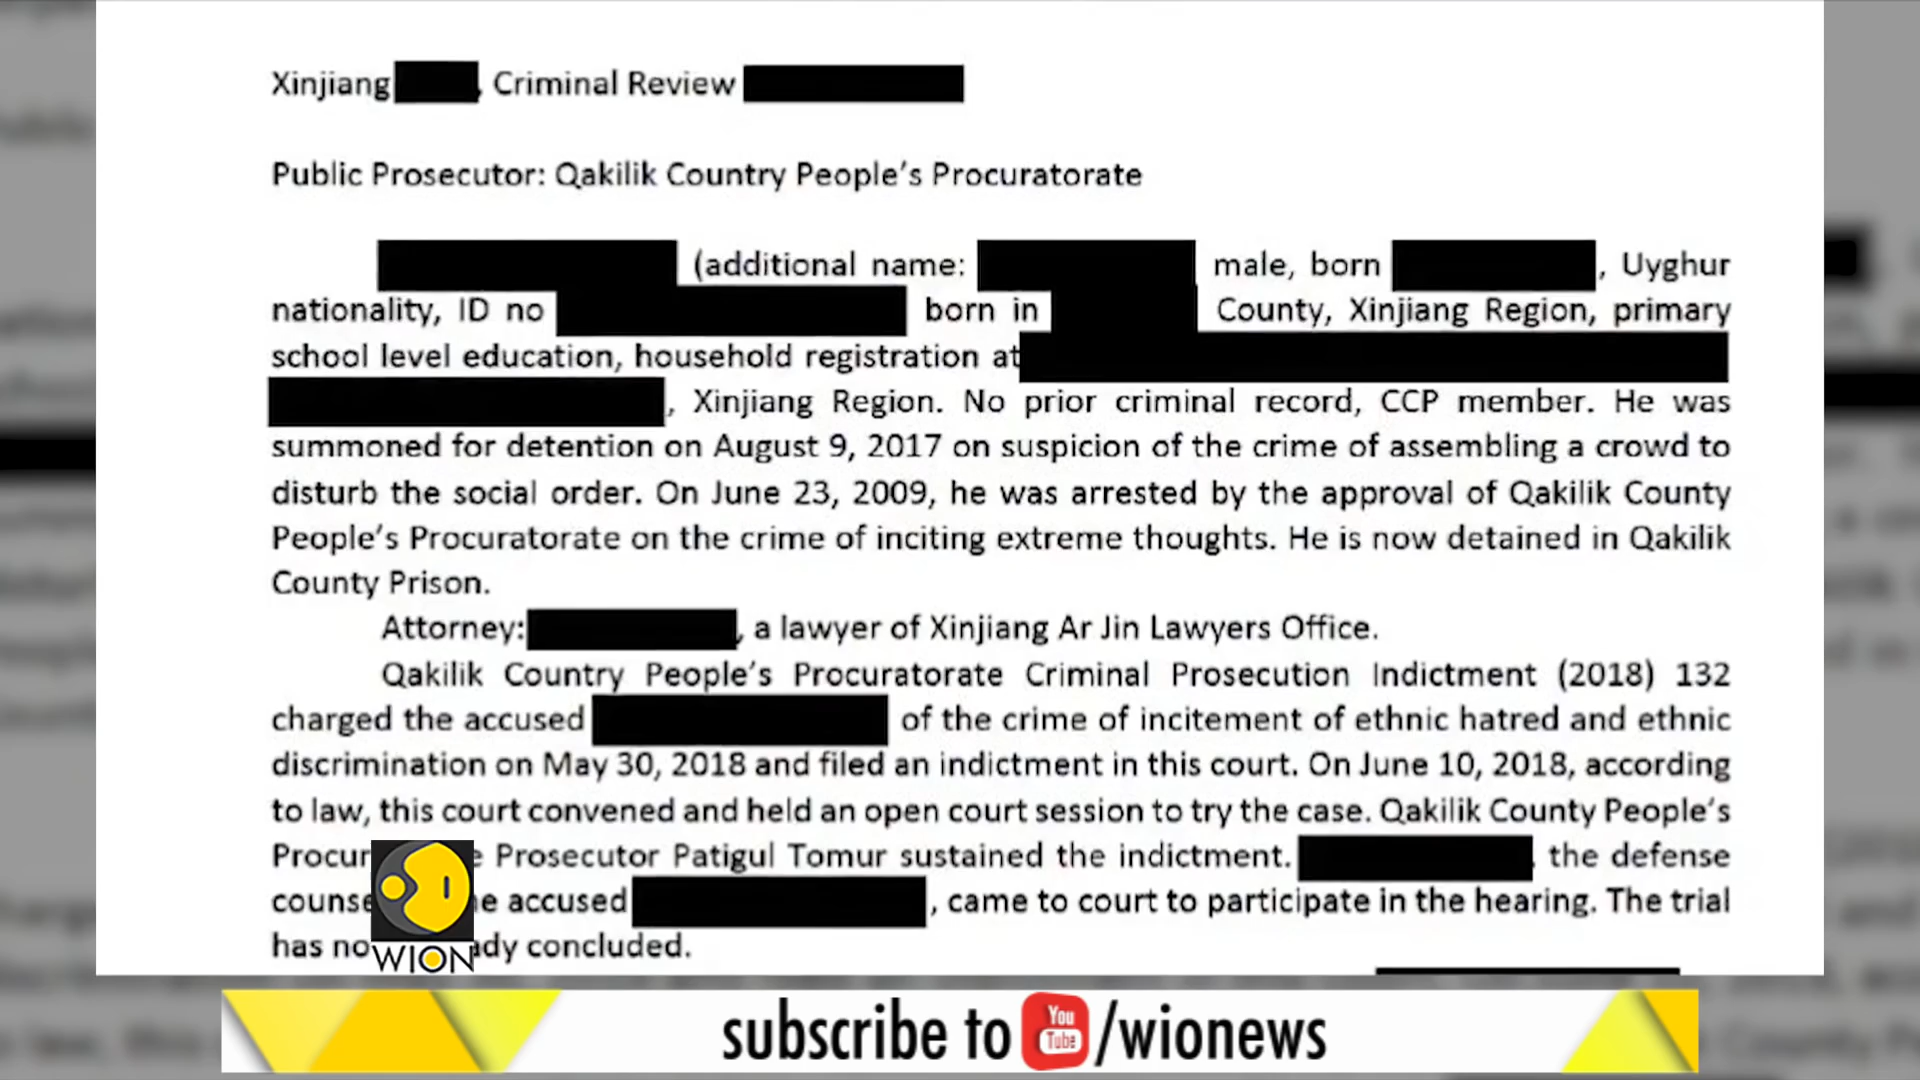 Xinjiang , Criminal Review
Public Prosecutor: Qakilik Country People's Procuratorate
(additional name: male, born , Uyghur
nationality, ID no born in County, Xinjiang Region, primary
school level education, household registration at
, Xinjiang Region. No prior criminal record, CCP member. He was
summoned for detention on August 9, 2017 on suspicion of the crime of assembling a crowd to
disturb the social order. On June 23, 2009, he was arrested by the approval of Qakilik County
People's Procuratorate on the crime of inciting extreme thoughts. He is now detained in Qakilik
County Prison.
Attorney: , a lawyer of Xinjiang Ar Jin Lawyers Office.
Qakilik Country People's Procuratorate Criminal Prosecution Indictment (2018) 132
charged the accused of the crime of incitement of ethnic hatred and ethnic
discrimination on May 30, 2018 and filed an indictment in this court. On June 10, 2018, according
to law, this court convened and held an open court session to try the case. Qakilik County People's
Prosecutor Patigul Tomur sustained the indictment. , the defense
accused , came to court to participate in the hearing. The trial
has concluded.
WION
subscribe to You Tube /wionews